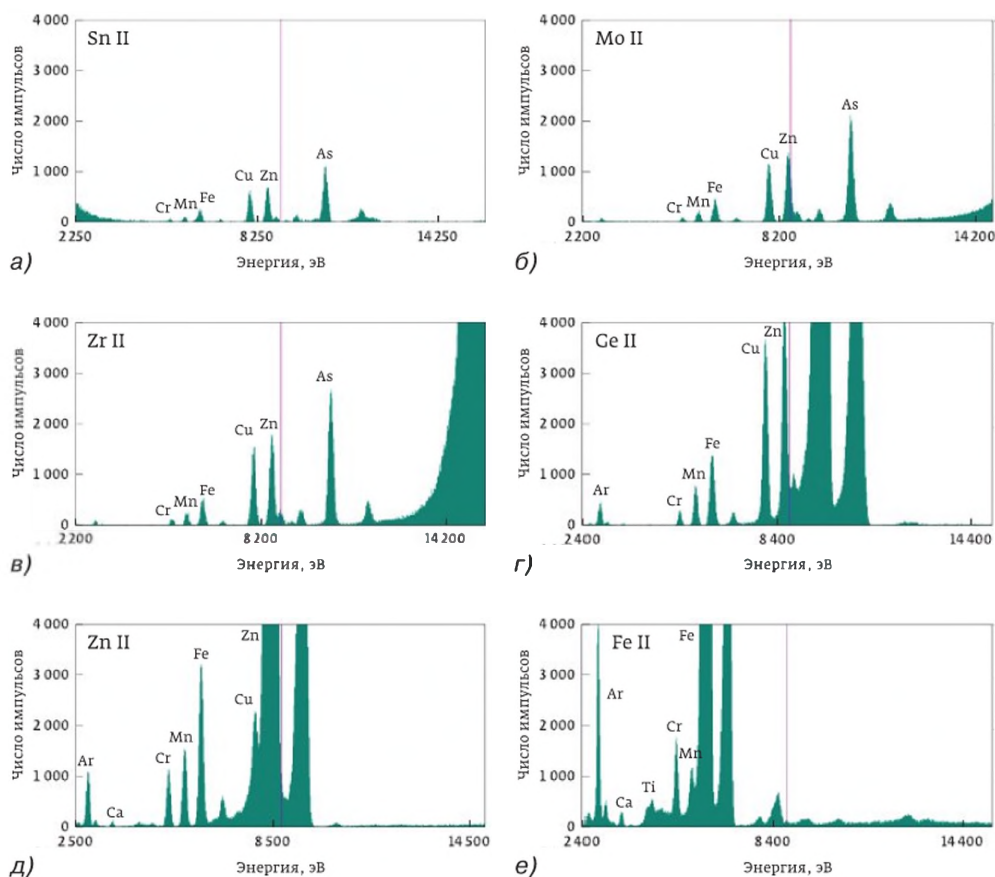 4 000
Sn II
Число импульсов
3 000
2 000
As
1 000
Cu
Zn
Cr
Mn
Fe
0
2 250
8 250
14 250
а)
Энергия, эВ
4 000
Mo II
Число импульсов
3 000
2 000
As
Zn
Cu
1 000
Fe
Mn
Cr
0
2 200
8 200
14 200
б)
Энергия, эВ
4 000
Zr II
Число импульсов
3 000
As
2 000
Cu
Zn
1 000
Fe
Mn
Cr
0
2 200
8 200
14 200
в)
Энергия, эВ
4 000
Ge II
Zn
Cu
Число импульсов
3 000
2 000
Fe
1 000
Mn
Ar
Cr
0
2 400
8 400
14 400
г)
Энергия, эВ
4 000
Zn II
Zn
Fe
Число импульсов
3 000
Cu
2 000
Mn
Cr
Ar
1 000
Ca
0
2 500
8 500
14 500
д)
Энергия, эВ
4 000
Fe II
Fe
Число импульсов
3 000
Ar
2 000
Cr
Mn
1 000
Ti
Ca
0
2 400
8 400
14 400
е)
Энергия, эВ